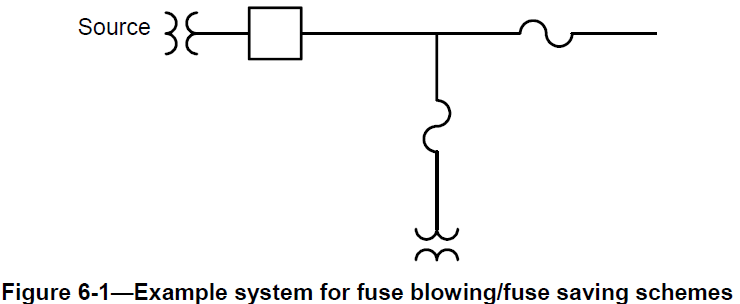 Source
Figure 6-1—Example system for fuse blowing/fuse saving schemes